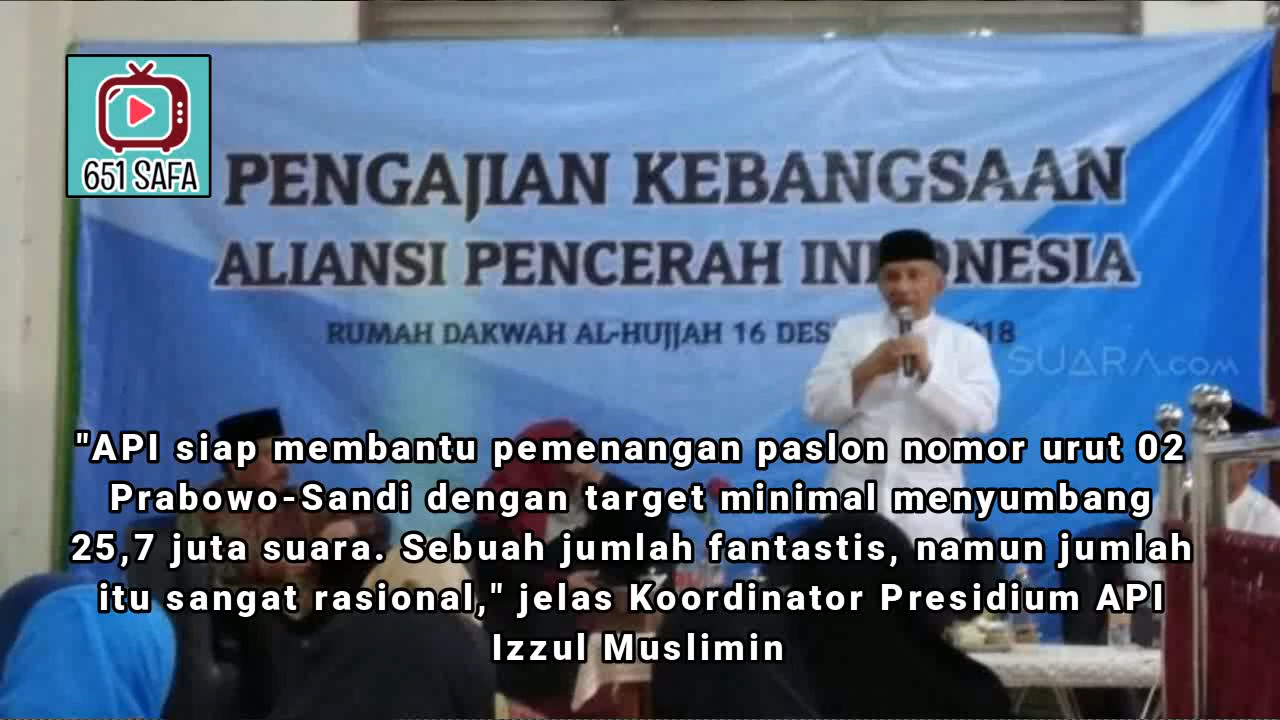 651 SAFA
PENGAJIAN KEBANGSAAN
ALIANSI PENCERAH INDONESIA
RUMAH DAKWAH AL-HUJJAH 16 2018
SUARA.com
"API siap membantu pemenangan paslon nomor urut 02
Prabowo-Sandi dengan target minimal menyumbang
25,7 juta suara. Sebuah jumlah fantastis, namun jumlah
itu sangat rasional," jelas Koordinator Presidium API
Izzul Muslimin